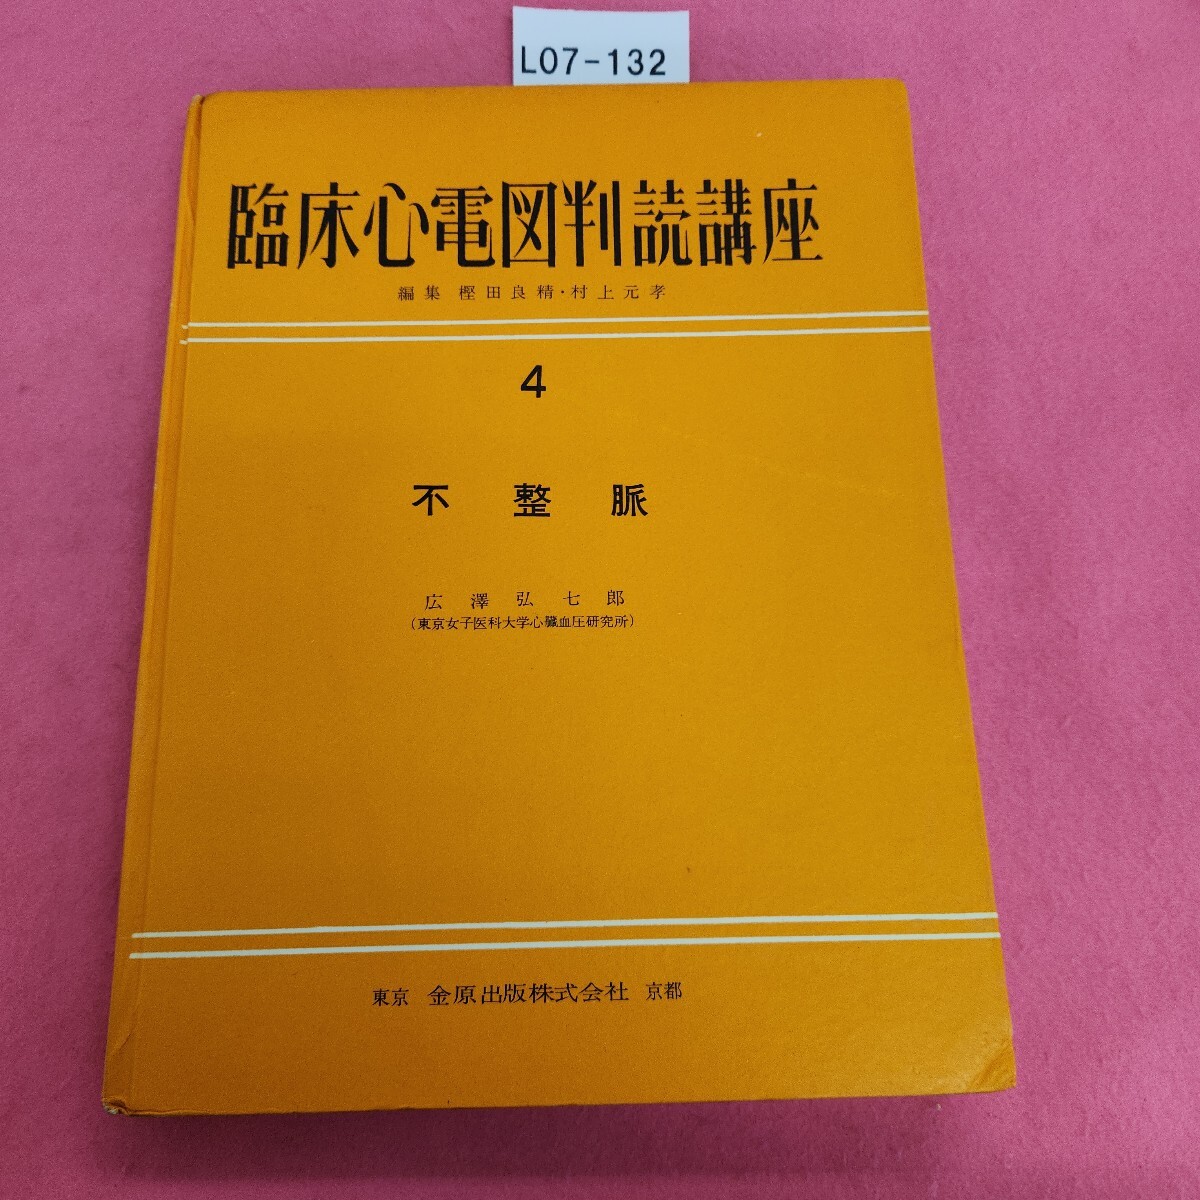 L07-132
臨床心電図判読講座
編集 樫田良精・村上元孝
4
不整脈
広澤弘七郎
(東京女子医科大学心臓血圧研究所)
東京 金原出版株式会社 京都